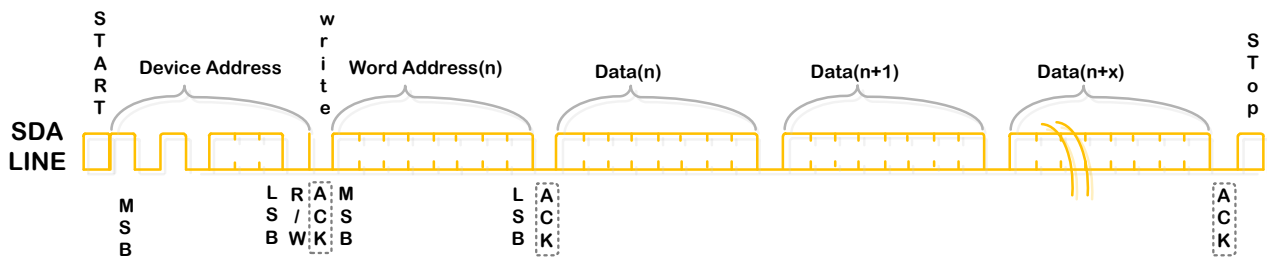 START
write
STop
Device Address
Word Address(n)
Data(n)
Data(n+1)
Data(n+x)
SDA
LINE
MSB
LSB
R/W
ACK
MSB
LSB
ACK
ACK